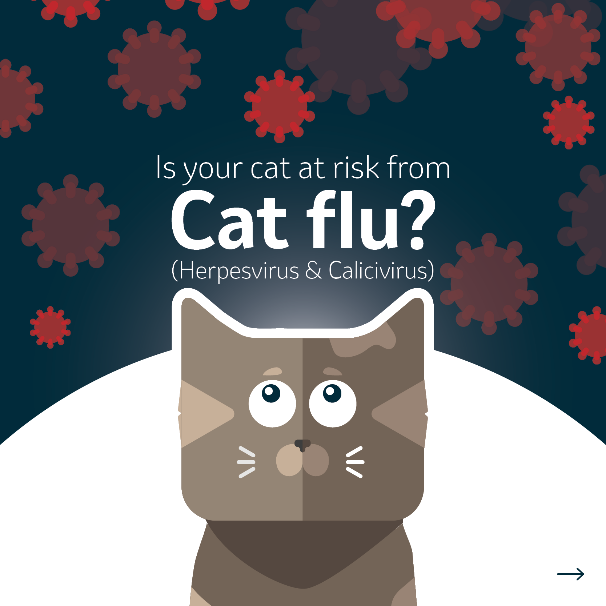 Is your cat at risk from
Cat flu?
(Herpesvirus & Calicivirus)